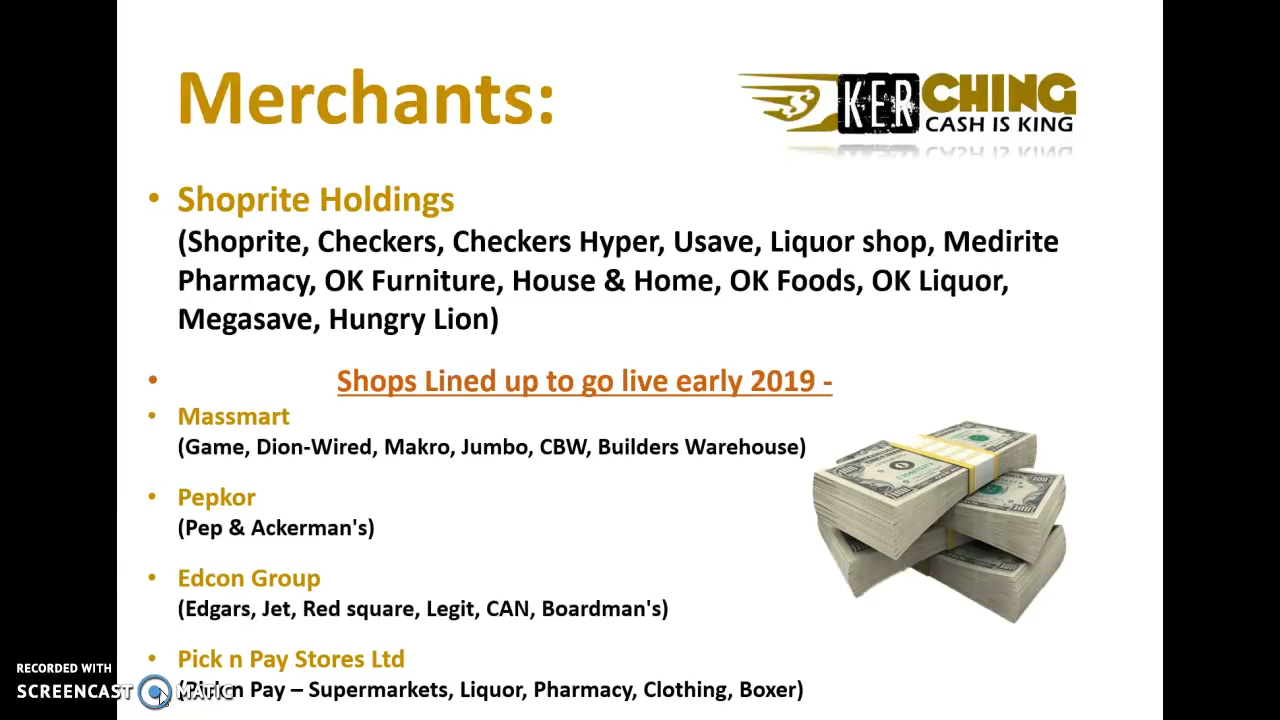 Merchants:
KERCHING
CASH IS KING
• Shoprite Holdings
(Shoprite, Checkers, Checkers Hyper, Usave, Liquor shop, Medirite
Pharmacy, OK Furniture, House & Home, OK Foods, OK Liquor,
Megasave, Hungry Lion)
• Shops Lined up to go live early 2019 -
• Massmart
(Game, Dion-Wired, Makro, Jumbo, CBW, Builders Warehouse)
• Pepkor
(Pep & Ackerman's)
• Edcon Group
(Edgars, Jet, Red square, Legit, CAN, Boardman's)
• Pick n Pay Stores Ltd
(Pick n Pay – Supermarkets, Liquor, Pharmacy, Clothing, Boxer)
RECORDED WITH
SCREENCAST MATIC